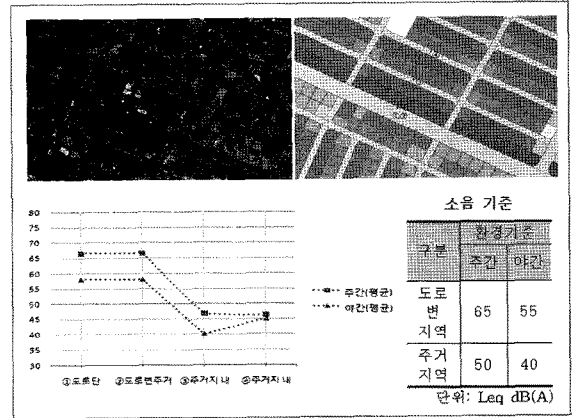 소음 기준
구분 환경기준
주간 야간
도로
변
지역
65 55
주거
지역
50 40
단위: Leq dB(A)
80
75
70
65
60
55
50
45
40
35
30
주간(평균)
야간(평균)
①도로단 ②도로변주거 ③주거지 내 ④주거지 내